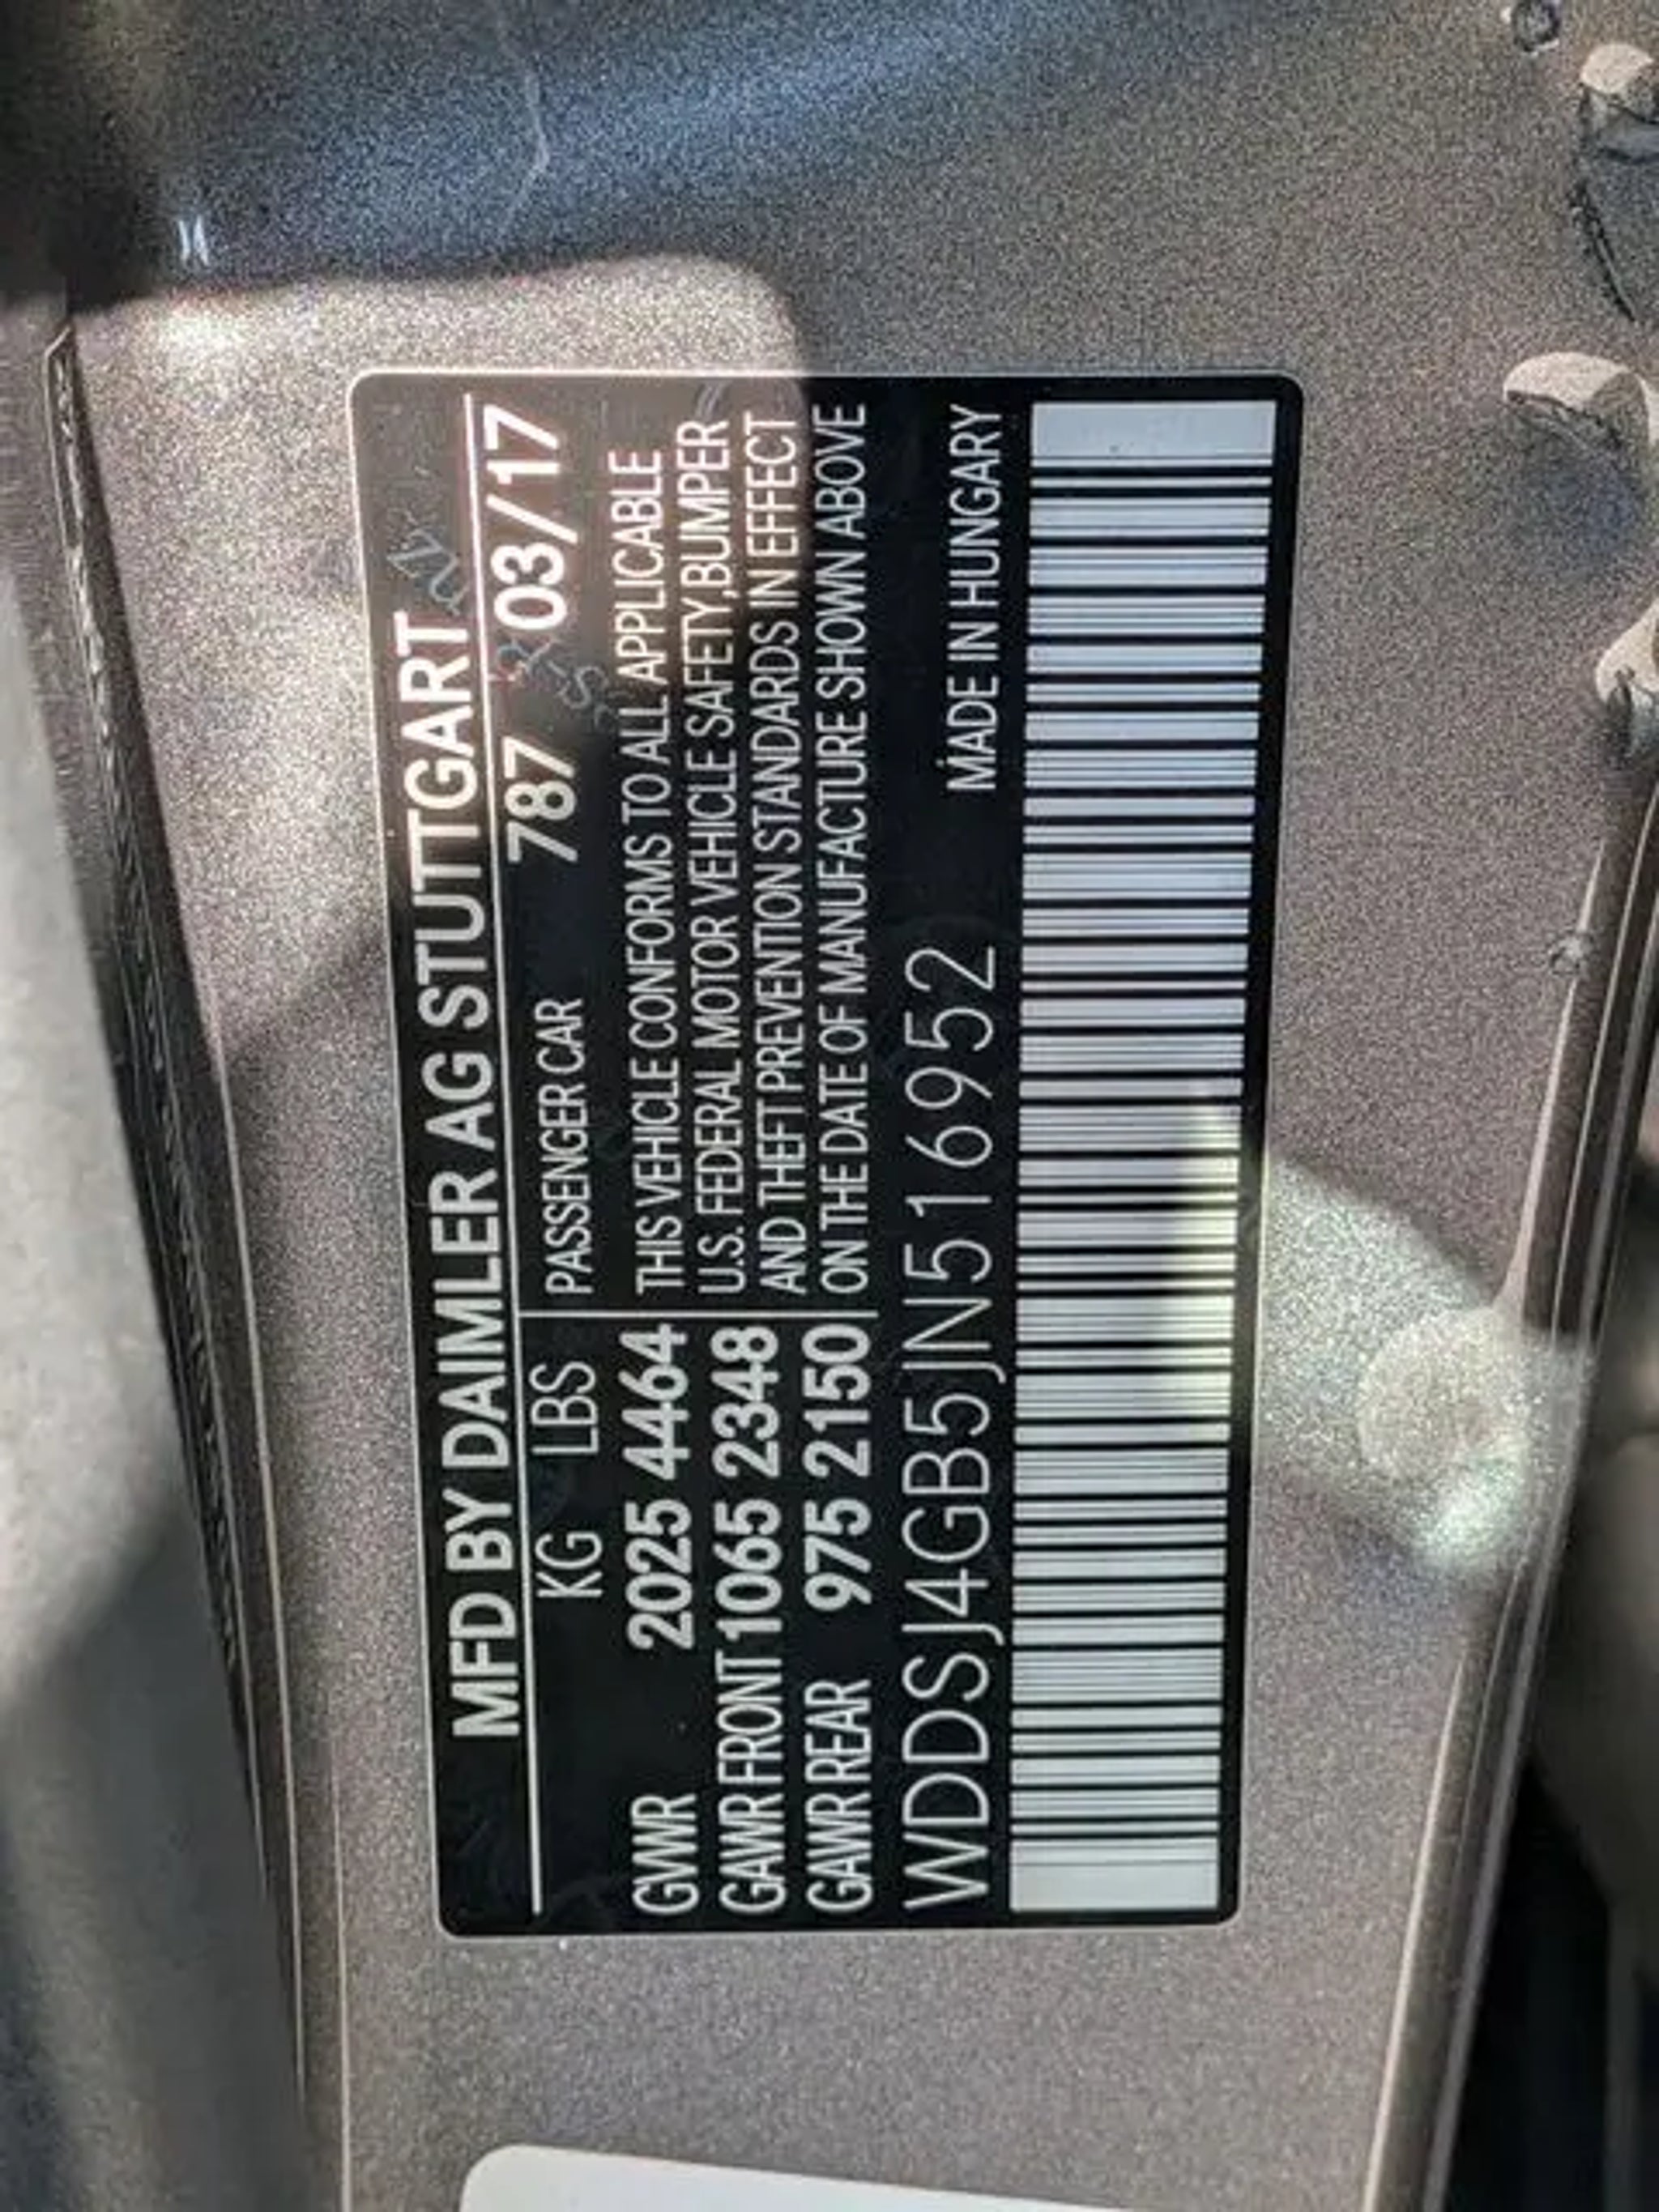 MFD BY DAIMLER AG STUTTGART
KG LBS PASSENGER CAR 787 03/17
GVWR 2025 4464 THIS VEHICLE CONFORMS TO ALL APPLICABLE
GAWR FRONT 1065 2348 U.S. FEDERAL MOTOR VEHICLE SAFETY,BUMPER
GAWR REAR 975 2150 AND THEFT PREVENTION STANDARDS IN EFFECT
ON THE DATE OF MANUFACTURE SHOWN ABOVE
WDDSJ4GB5JN516952 MADE IN HUNGARY